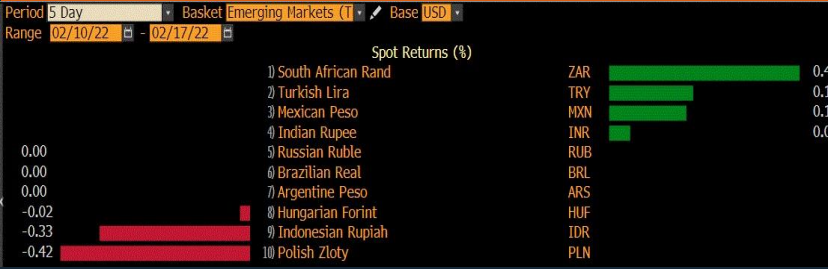 Period 5 Day Basket Emerging Markets (T Base USD
Range 02/10/22 - 02/17/22
Spot Returns (%)
1) South African Rand ZAR 0.4
2) Turkish Lira TRY 0.1
3) Mexican Peso MXN 0.1
4) Indian Rupee INR 0.0
0.00 5) Russian Ruble RUB
0.00 6) Brazilian Real BRL
0.00 7) Argentine Peso ARS
-0.02 8) Hungarian Forint HUF
-0.33 9) Indonesian Rupiah IDR
-0.42 10) Polish Zloty PLN